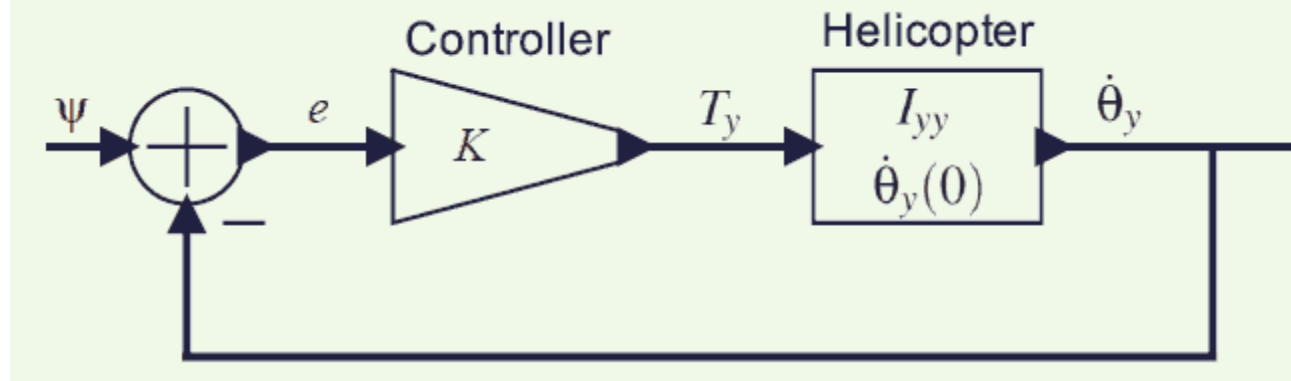 Controller
Helicopter
ψ
e
K
T_y
I_yy
θ̇_y(0)
θ̇_y
+
−